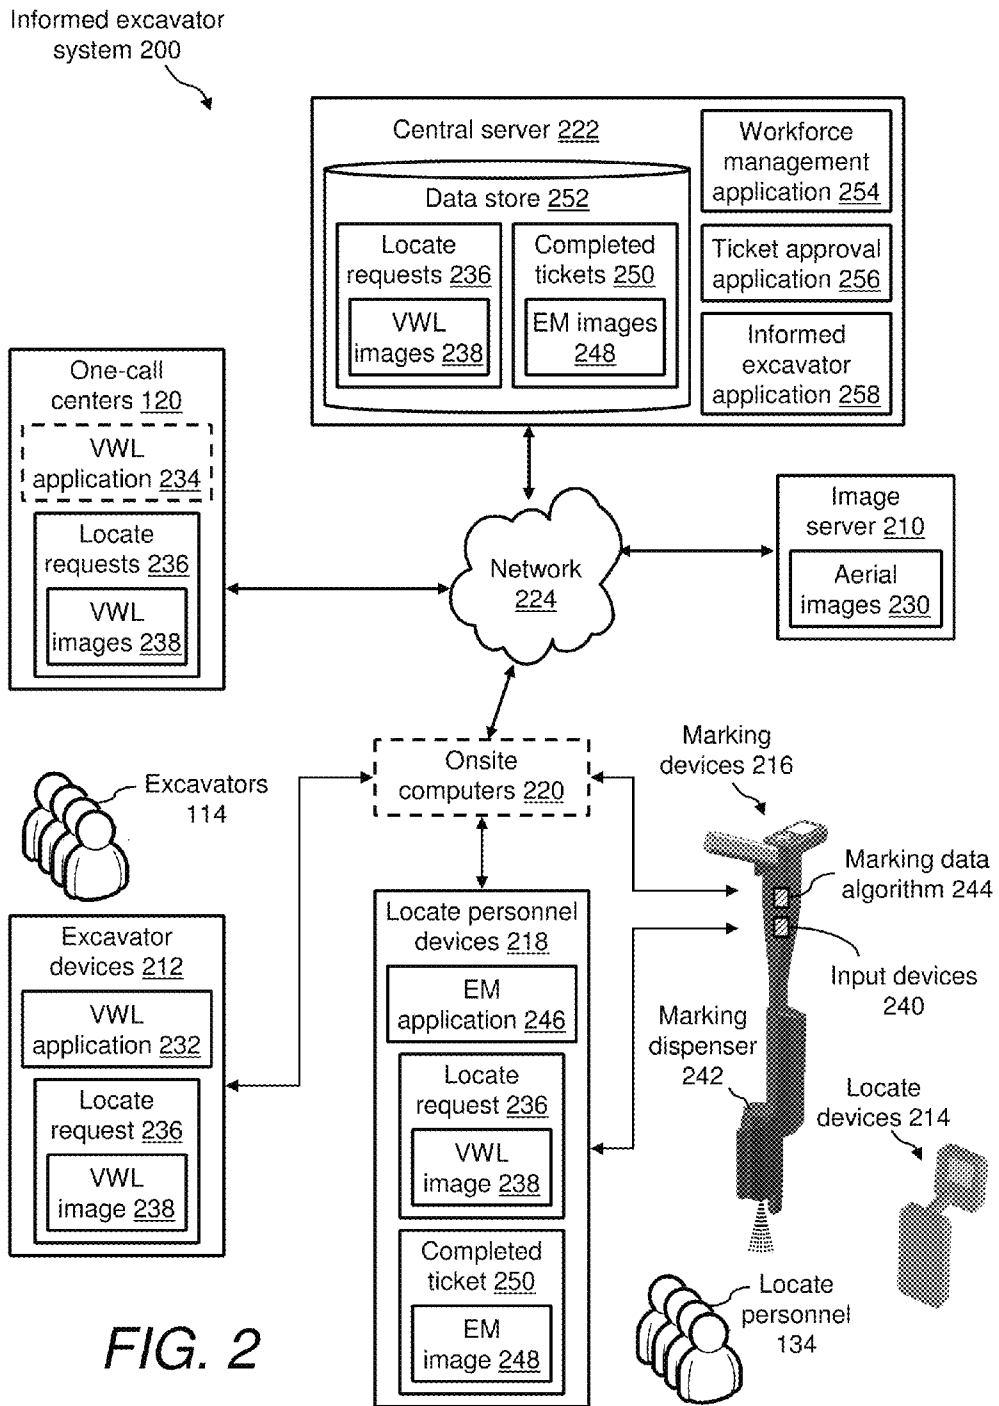 Informed excavator
system 200
Central server 222
Data store 252
Locate
requests 236
VWL
images 238
Completed
tickets 250
EM images
248
Workforce
management
application 254
Ticket approval
application 256
Informed
excavator
application 258
One-call
centers 120
VWL
application 234
Locate
requests 236
VWL
images 238
Network
224
Image
server 210
Aerial
images 230
Onsite
computers 220
Excavators
114
Excavator
devices 212
VWL
application 232
Locate
request 236
VWL
image 238
Locate personnel
devices 218
EM
application 246
Locate
request 236
VWL
image 238
Completed
ticket 250
EM
image 248
Marking
devices 216
Marking data
algorithm 244
Input devices
240
Marking
dispenser
242
Locate
devices 214
Locate
personnel
134
FIG. 2